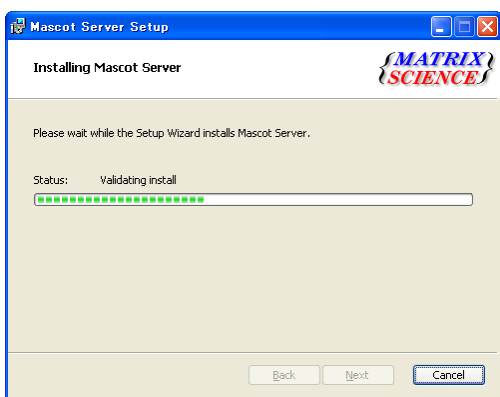 Mascot Server Setup
Installing Mascot Server
{MATRIX
SCIENCE}
Please wait while the Setup Wizard installs Mascot Server.
Status: Validating install
Back Next Cancel